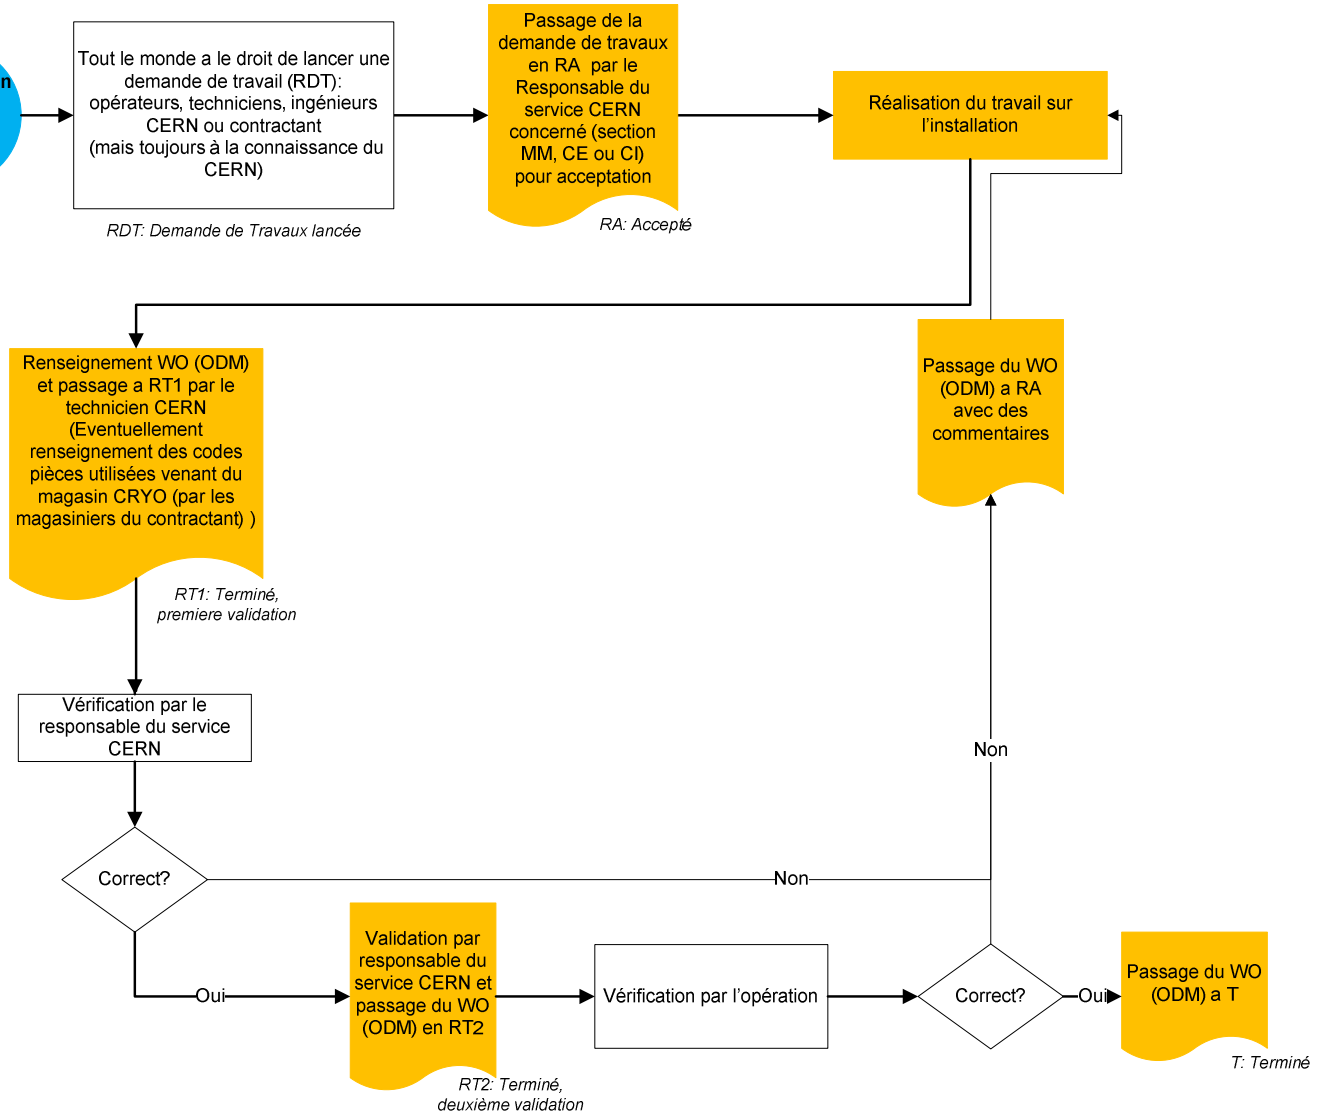 n
Tout le monde a le droit de lancer une
demande de travail (RDT):
opérateurs, techniciens, ingénieurs
CERN ou contractant
(mais toujours à la connaissance du
CERN)
RDT: Demande de Travaux lancée
Passage de la
demande de travaux
en RA par le
Responsable du
service CERN
concerné (section
MM, CE ou CI)
pour acceptation
RA: Accepté
Réalisation du travail sur
l’installation
Renseignement WO (ODM)
et passage a RT1 par le
technicien CERN
(Eventuellement
renseignement des codes
pièces utilisées venant du
magasin CRYO (par les
magasiniers du contractant) )
RT1: Terminé,
premiere validation
Passage du WO
(ODM) a RA
avec des
commentaires
Vérification par le
responsable du service
CERN
Non
Correct?
Non
Oui
Validation par
responsable du
service CERN et
passage du WO
(ODM) en RT2
RT2: Terminé,
deuxième validation
Vérification par l’opération
Correct?
Oui
Passage du WO
(ODM) a T
T: Terminé